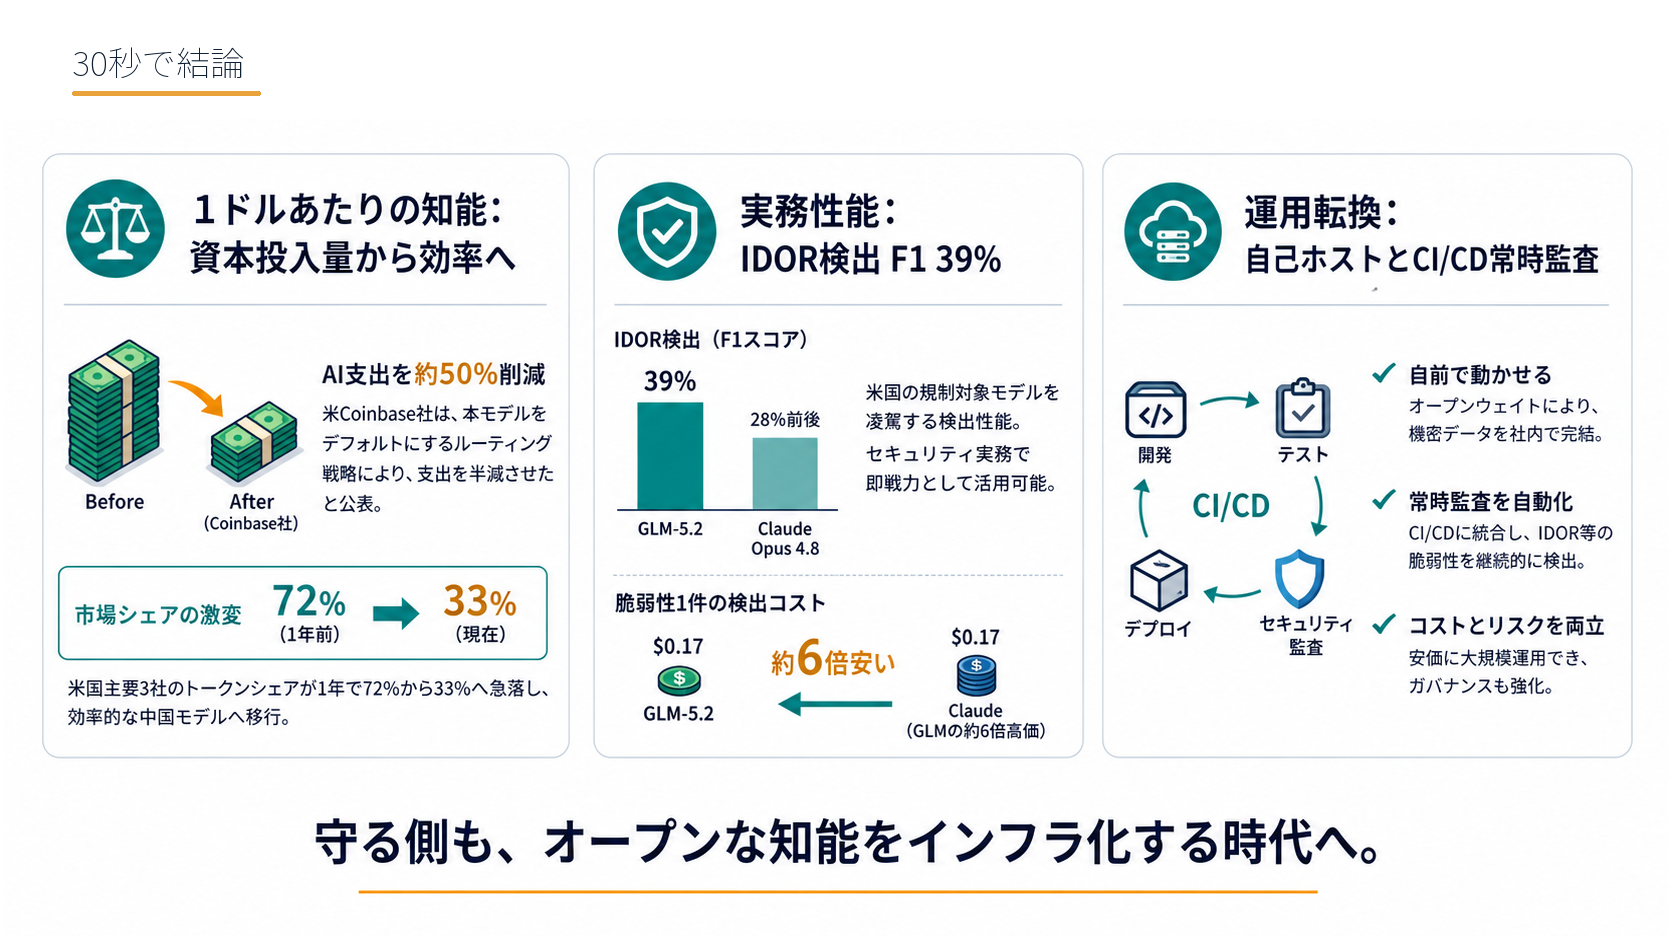 30秒で結論
1ドルあたりの知能：
資本投入量から効率へ
AI支出を約50%削減
米Coinbase社は、本モデルを
デフォルトにするルーティング
戦略により、支出を半減させた
と公表。
Before
After
（Coinbase社）
市場シェアの激変
72%
（1年前）
33%
（現在）
米国主要3社のトークンシェアが1年で72%から33%へ急落し、
効率的な中国モデルへ移行。
実務性能：
IDOR検出 F1 39%
IDOR検出（F1スコア）
39%
28%前後
GLM-5.2
Claude
Opus 4.8
米国の規制対象モデルを
凌駕する検出性能。
セキュリティ実務で
即戦力として活用可能。
脆弱性1件の検出コスト
$0.17
GLM-5.2
約6倍安い
$0.17
Claude
（GLMの約6倍高価）
運用転換：
自己ホストとCI/CD常時監査
開発
テスト
CI/CD
デプロイ
セキュリティ
監査
自前で動かせる
オープンウェイトにより、
機密データを社内で完結。
常時監査を自動化
CI/CDに統合し、IDOR等の
脆弱性を継続的に検出。
コストとリスクを両立
安価に大規模運用でき、
ガバナンスも強化。
守る側も、オープンな知能をインフラ化する時代へ。